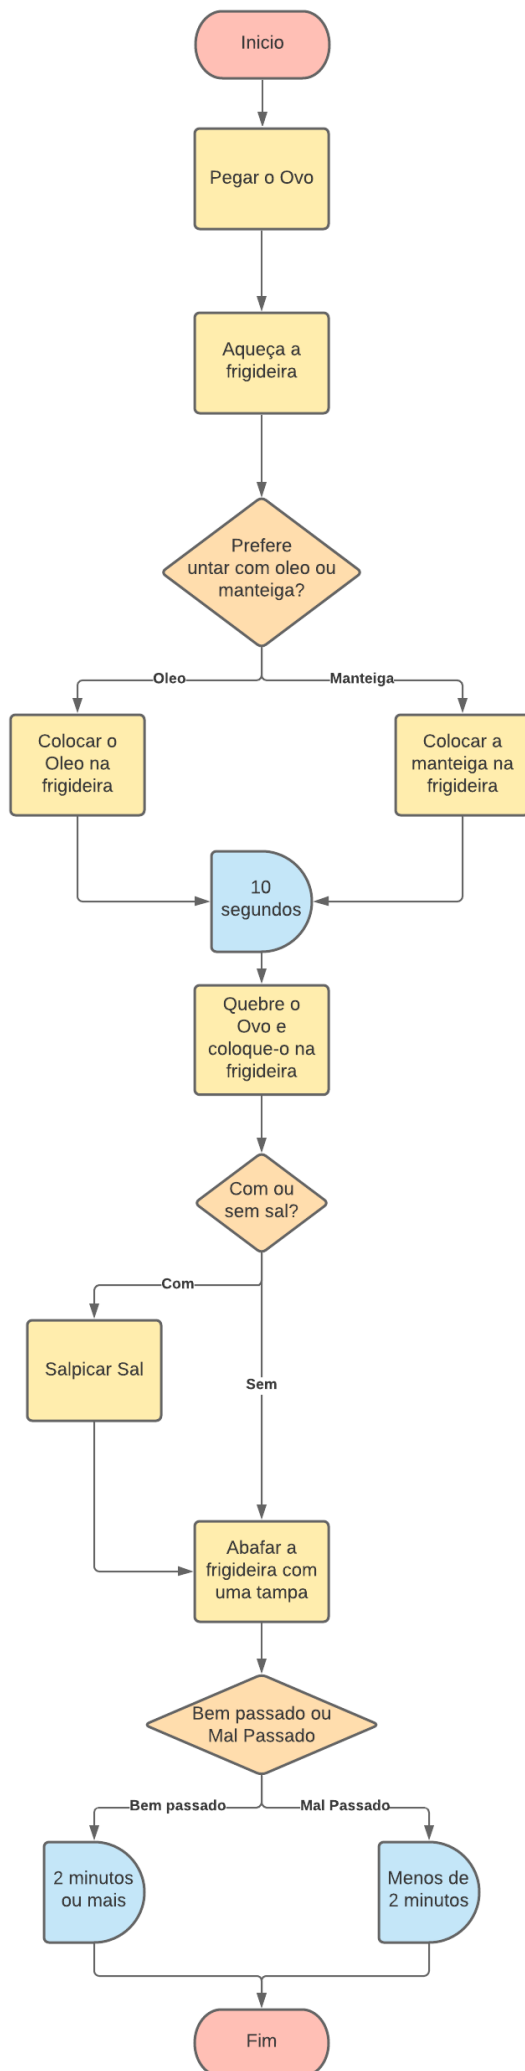 Inicio
Pegar o Ovo
Aqueça a
frigideira
Prefere
untar com oleo ou
manteiga?
Oleo
Manteiga
Colocar o
Oleo na
frigideira
Colocar a
manteiga na
frigideira
10
segundos
Quebre o
Ovo e
coloque-o na
frigideira
Com ou
sem sal?
Com
Salpicar Sal
Sem
Abafar a
frigideira com
uma tampa
Bem passado ou
Mal Passado
Bem passado
Mal Passado
2 minutos
ou mais
Menos de
2 minutos
Fim